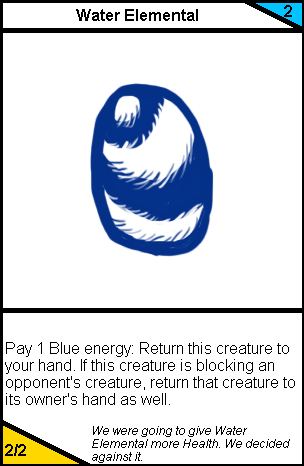 Water Elemental
2
Pay 1 Blue energy: Return this creature to
your hand. If this creature is blocking an
opponent's creature, return that creature to
its owner's hand as well.
2/2
We were going to give Water
Elemental more Health. We decided
against it.